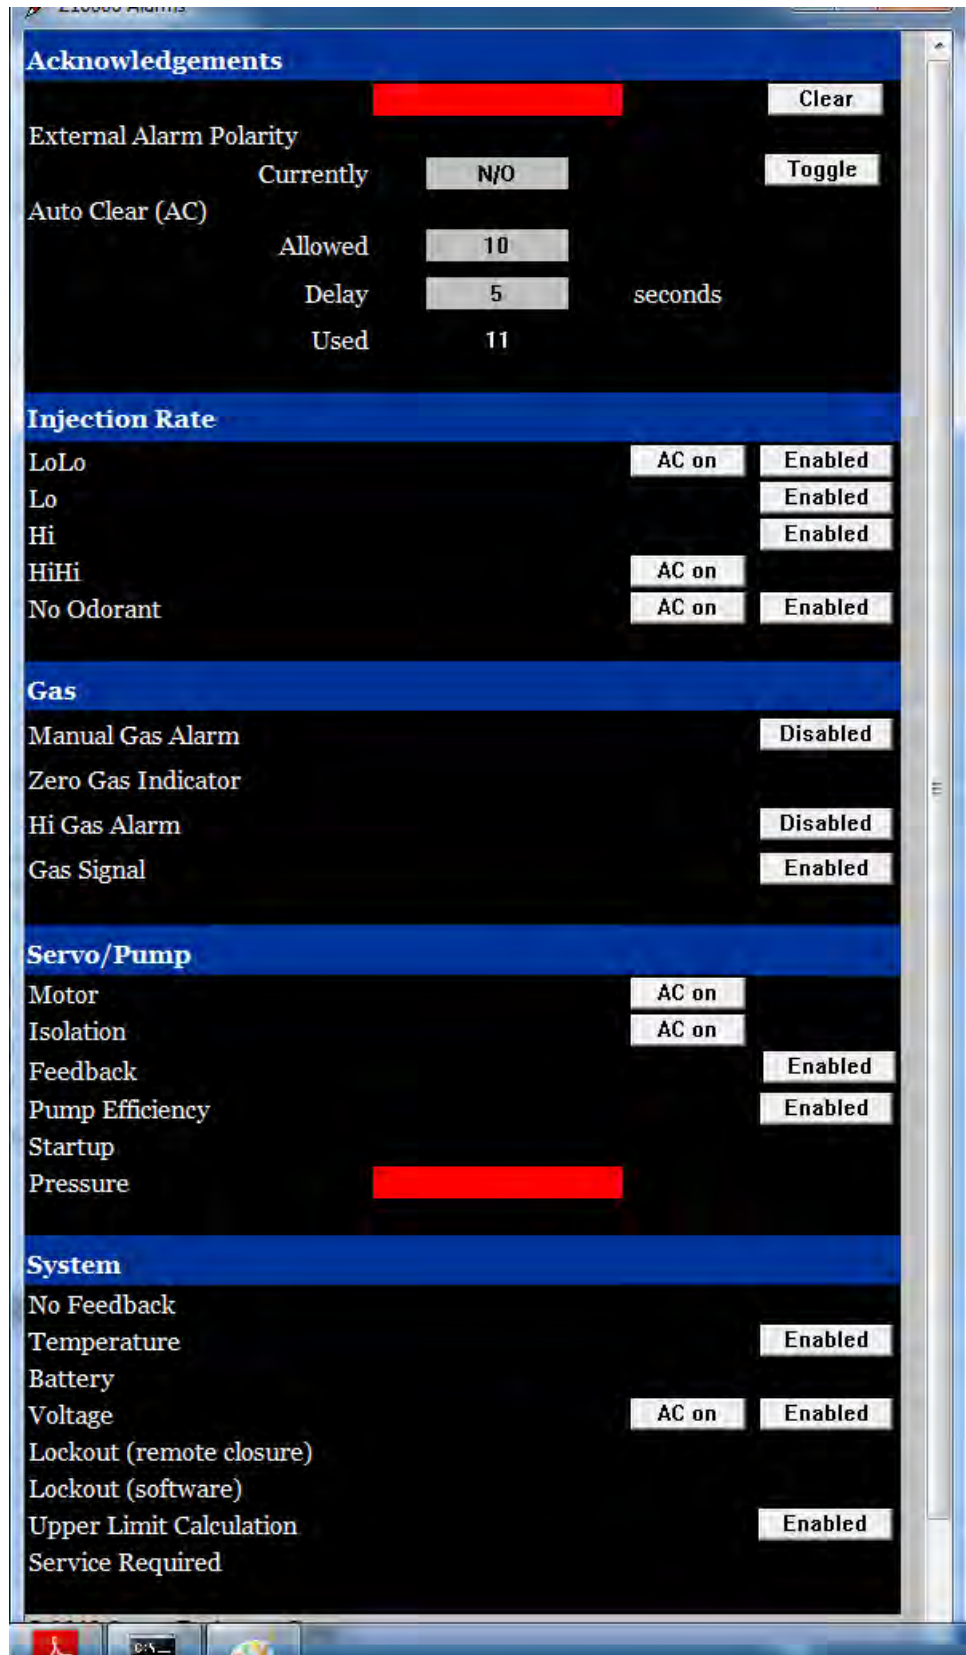 Z10000 Alarms
Acknowledgements
Clear
External Alarm Polarity
Currently N/O Toggle
Auto Clear (AC)
Allowed 10
Delay 5 seconds
Used 11
Injection Rate
LoLo AC on Enabled
Lo Enabled
Hi Enabled
HiHi AC on
No Odorant AC on Enabled
Gas
Manual Gas Alarm Disabled
Zero Gas Indicator
Hi Gas Alarm Disabled
Gas Signal Enabled
Servo/Pump
Motor AC on
Isolation AC on
Feedback Enabled
Pump Efficiency Enabled
Startup
Pressure
System
No Feedback
Temperature Enabled
Battery
Voltage AC on Enabled
Lockout (remote closure)
Lockout (software)
Upper Limit Calculation Enabled
Service Required